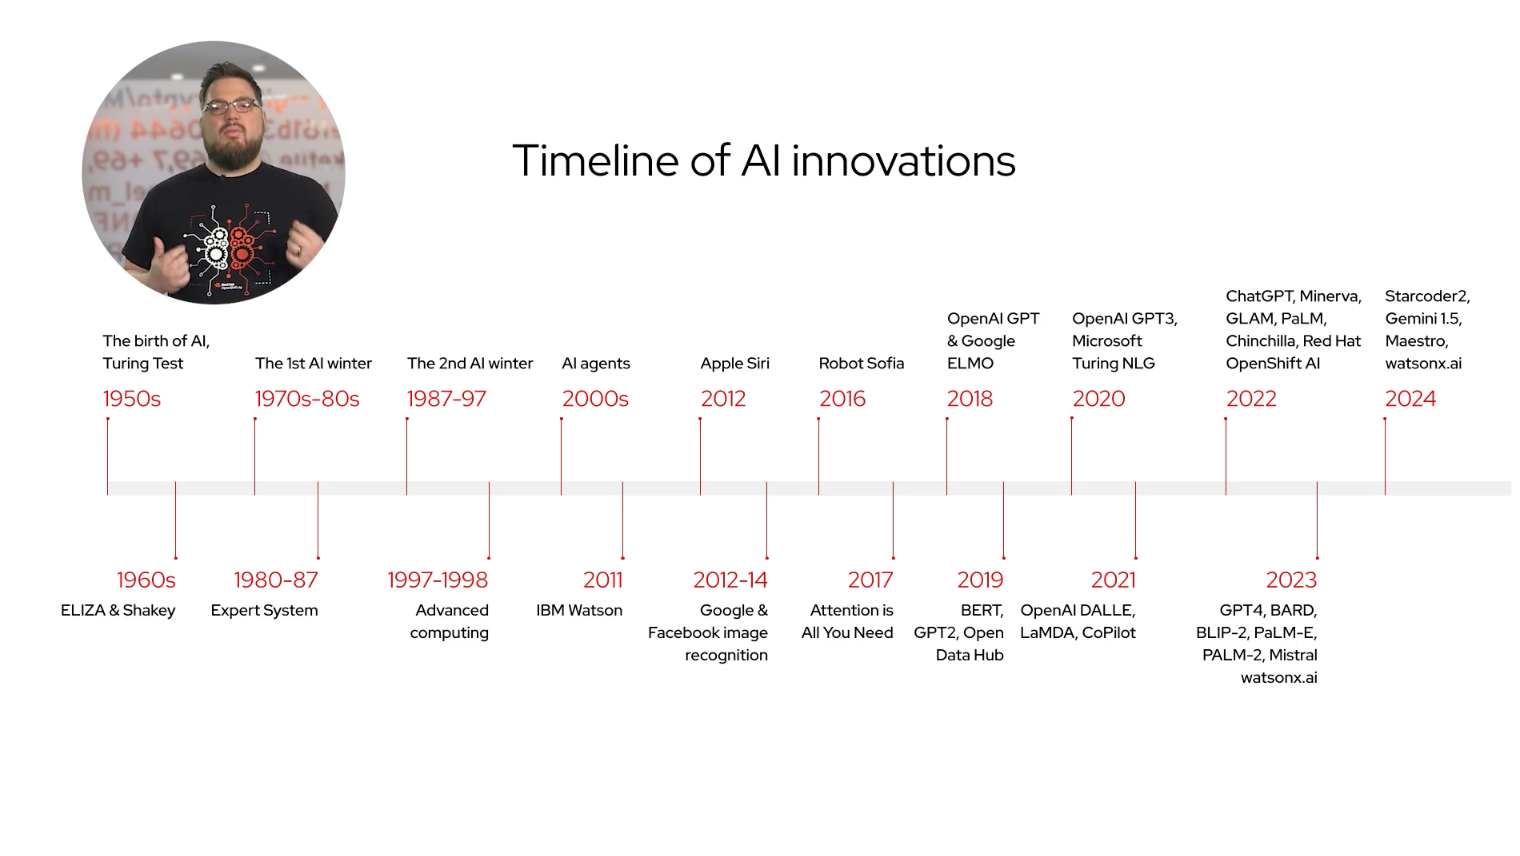 Timeline of AI innovations
The birth of AI,
Turing Test
1950s
The 1st AI winter
1970s-80s
The 2nd AI winter
1987-97
AI agents
2000s
Apple Siri
2012
Robot Sofia
2016
OpenAI GPT
& Google
ELMO
2018
OpenAI GPT3,
Microsoft
Turing NLG
2020
ChatGPT, Minerva,
GLAM, PaLM,
Chinchilla, Red Hat
OpenShift AI
2022
Starcoder2,
Gemini 1.5,
Maestro,
watsonx.ai
2024
1960s
ELIZA & Shakey
1980-87
Expert System
1997-1998
Advanced
computing
2011
IBM Watson
2012-14
Google &
Facebook image
recognition
2017
Attention is
All You Need
2019
BERT,
GPT2, Open
Data Hub
2021
OpenAI DALLE,
LaMDA, CoPilot
2023
GPT4, BARD,
BLIP-2, PaLM-E,
PALM-2, Mistral
watsonx.ai